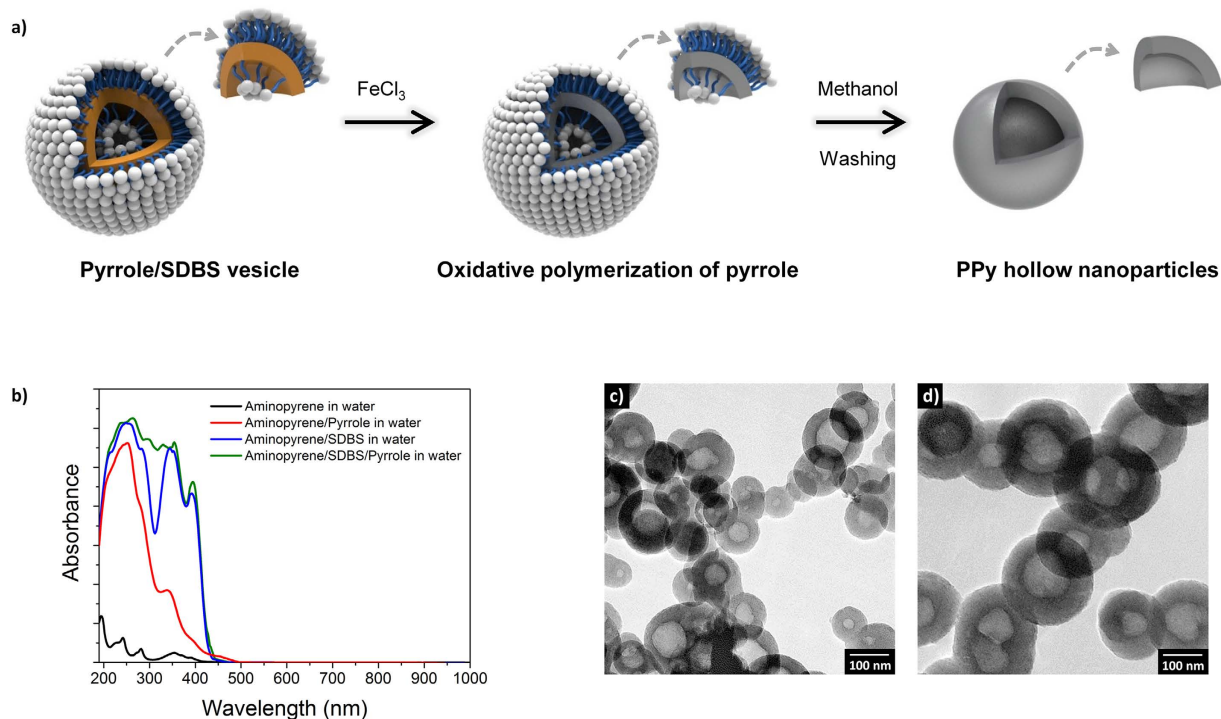 a)
FeCl₃
Methanol
Washing
Pyrrole/SDBS vesicle
Oxidative polymerization of pyrrole
PPy hollow nanoparticles
b)
Aminopyrene in water
Aminopyrene/Pyrrole in water
Aminopyrene/SDBS in water
Aminopyrene/SDBS/Pyrrole in water
Absorbance
200 300 400 500 600 700 800 900 1000
Wavelength (nm)
c)
100 nm
d)
100 nm